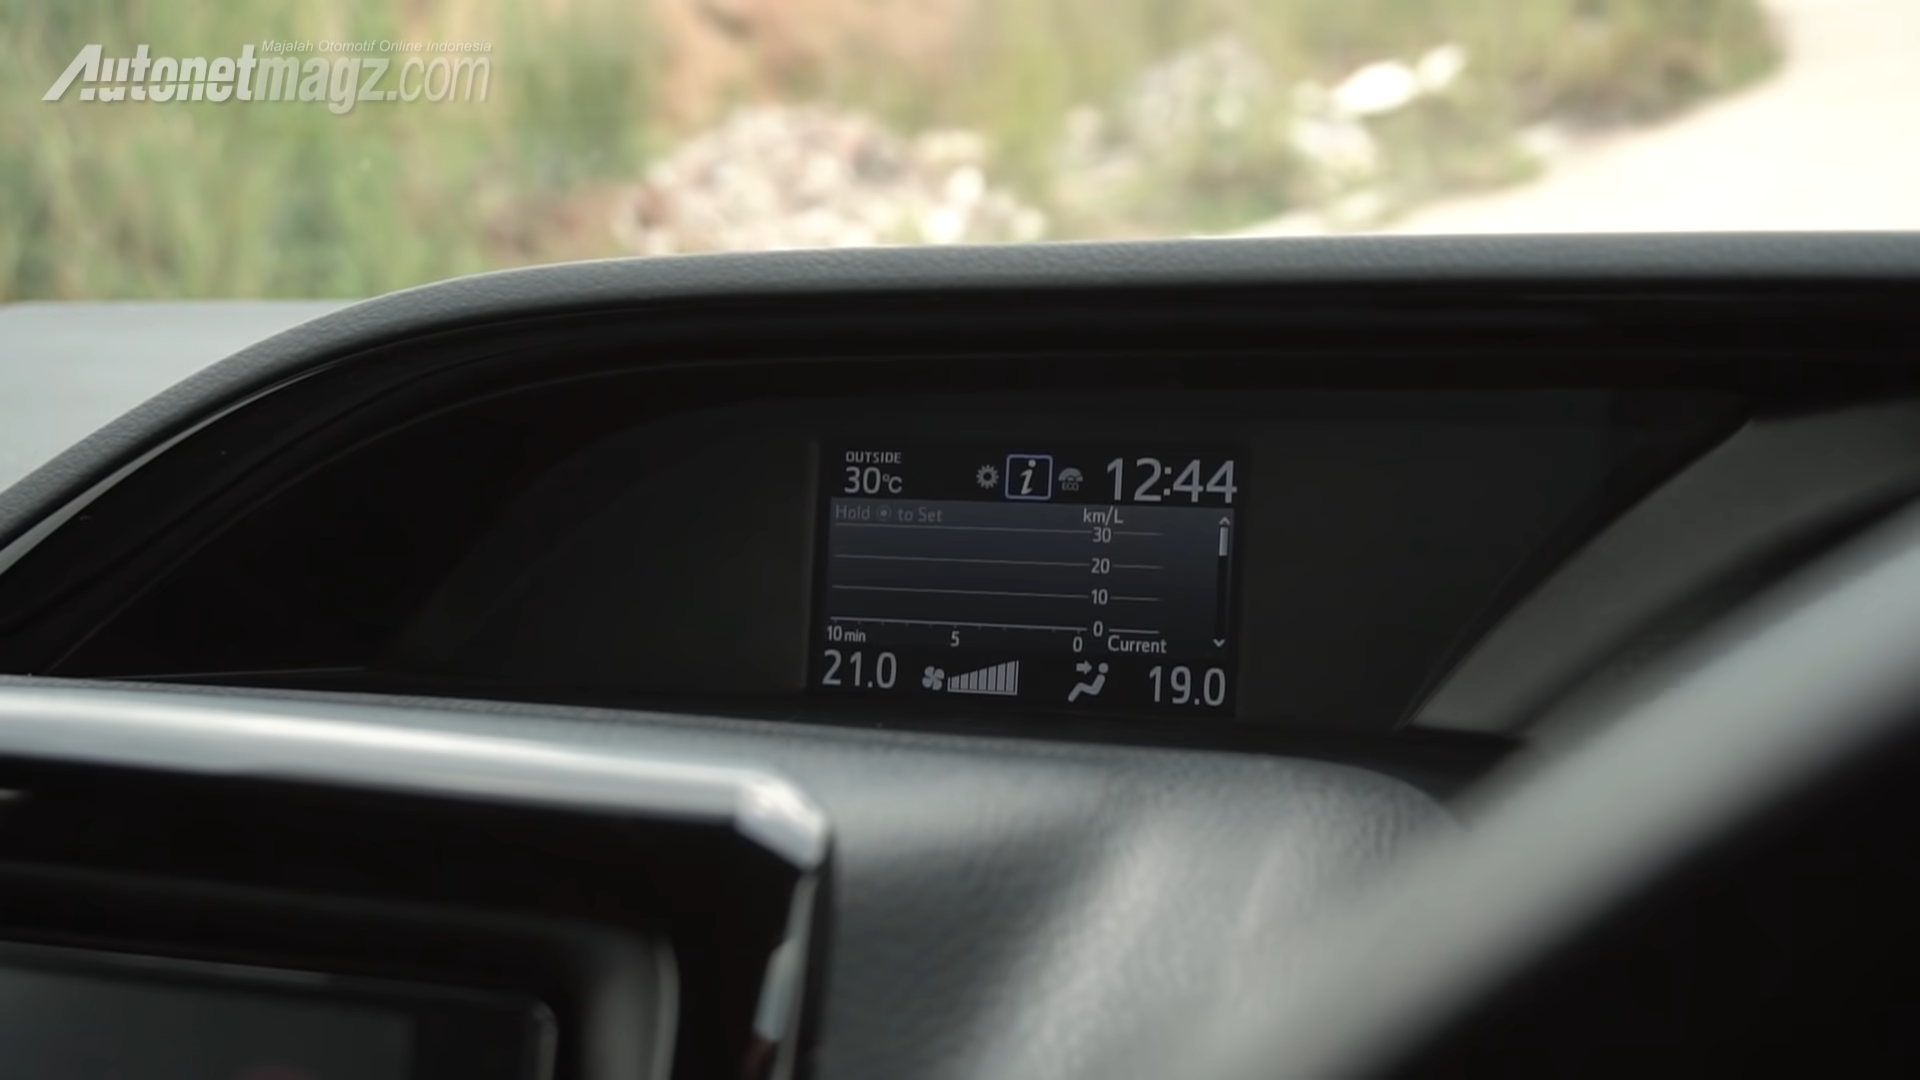 Majalah Otomotif Online Indonesia
Autonetmagz.com
OUTSIDE
30°C
i
ECO
12:44
Hold to Set
km/L
30
20
10
0
10 min 5 0 Current
21.0 19.0